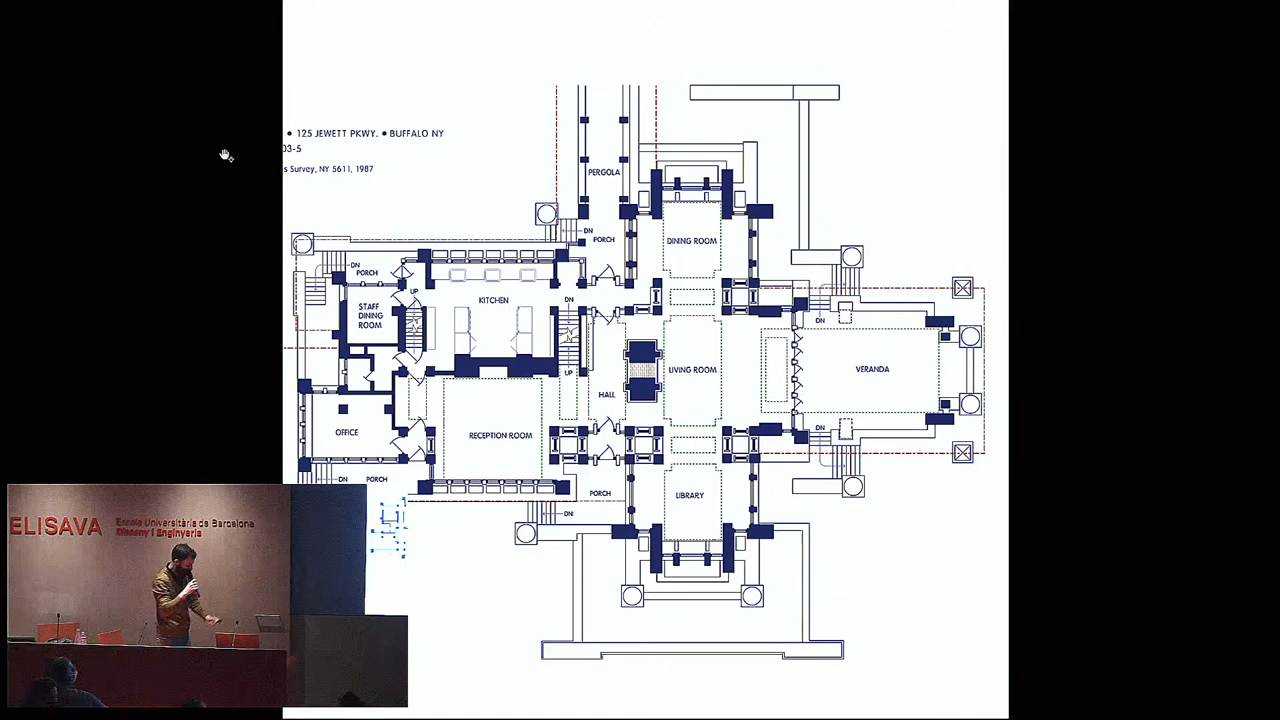 • 125 JEWETT PKWY. • BUFFALO NY
03-5
s Survey, NY 5611, 1987
PERGOLA
DN
PORCH
DINING ROOM
DN
PORCH
UP
KITCHEN
DN
STAFF
DINING
ROOM
DN
LIVING ROOM
VERANDA
UP
HALL
OFFICE
RECEPTION ROOM
DN
DN
PORCH
PORCH
LIBRARY
DN
ELISAVA
Escola Universitària de Barcelona
Disseny i Enginyeria